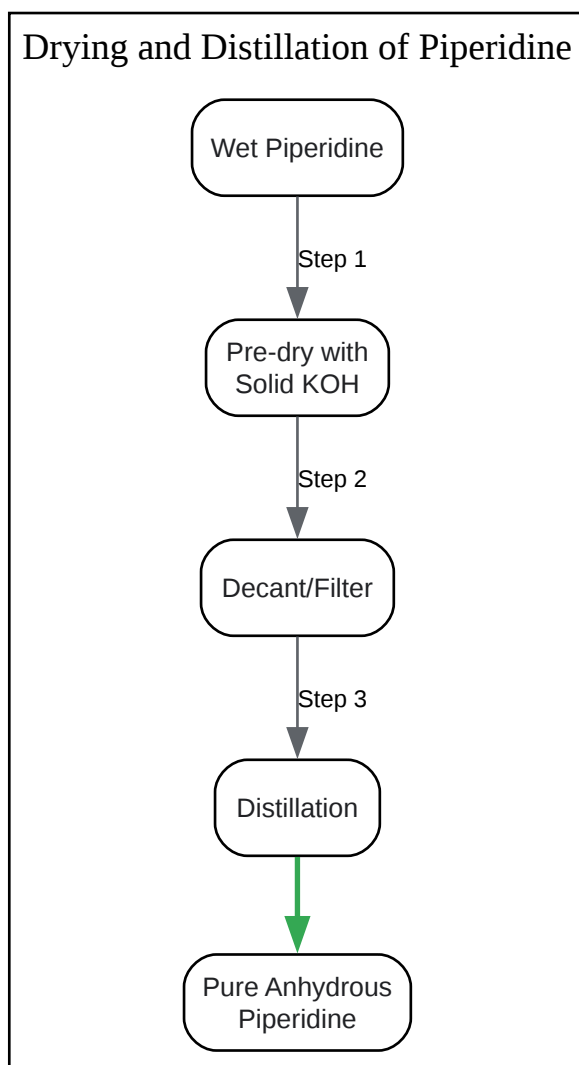 Drying and Distillation of Piperidine
Wet Piperidine
Step 1
Pre-dry with
Solid KOH
Step 2
Decant/Filter
Step 3
Distillation
Pure Anhydrous
Piperidine